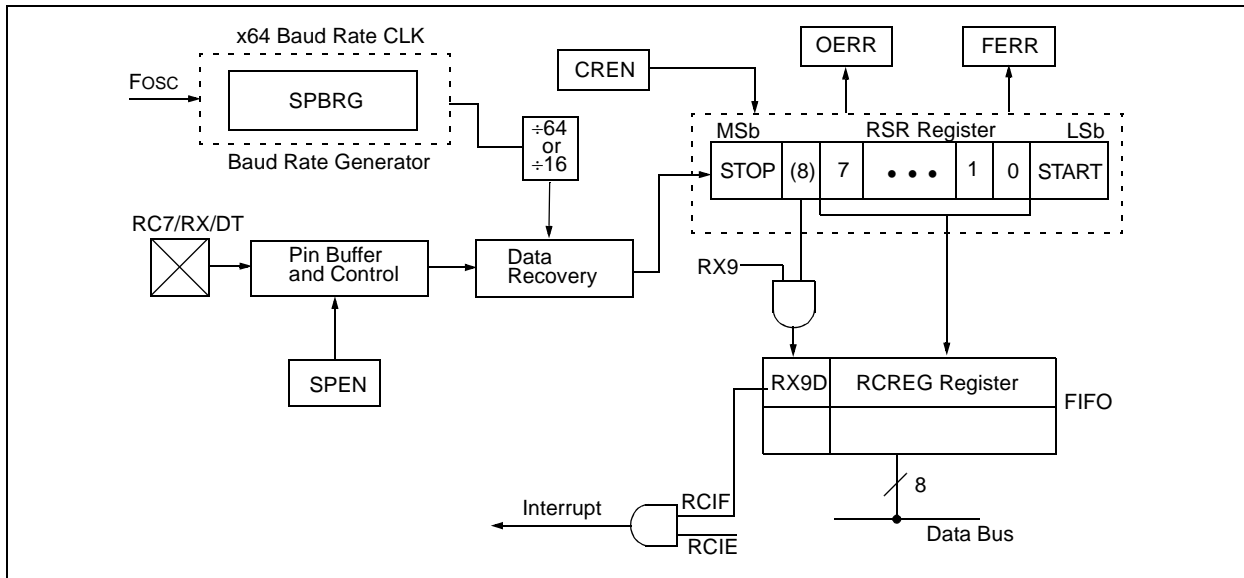 x64 Baud Rate CLK
FOSC
SPBRG
Baud Rate Generator
÷64
or
÷16
CREN
OERR
FERR
MSb
RSR Register
LSb
STOP
(8)
7
• • •
1
0
START
RC7/RX/DT
Pin Buffer
and Control
Data
Recovery
SPEN
RX9
RX9D
RCREG Register
FIFO
8
Data Bus
Interrupt
RCIF
RCIE